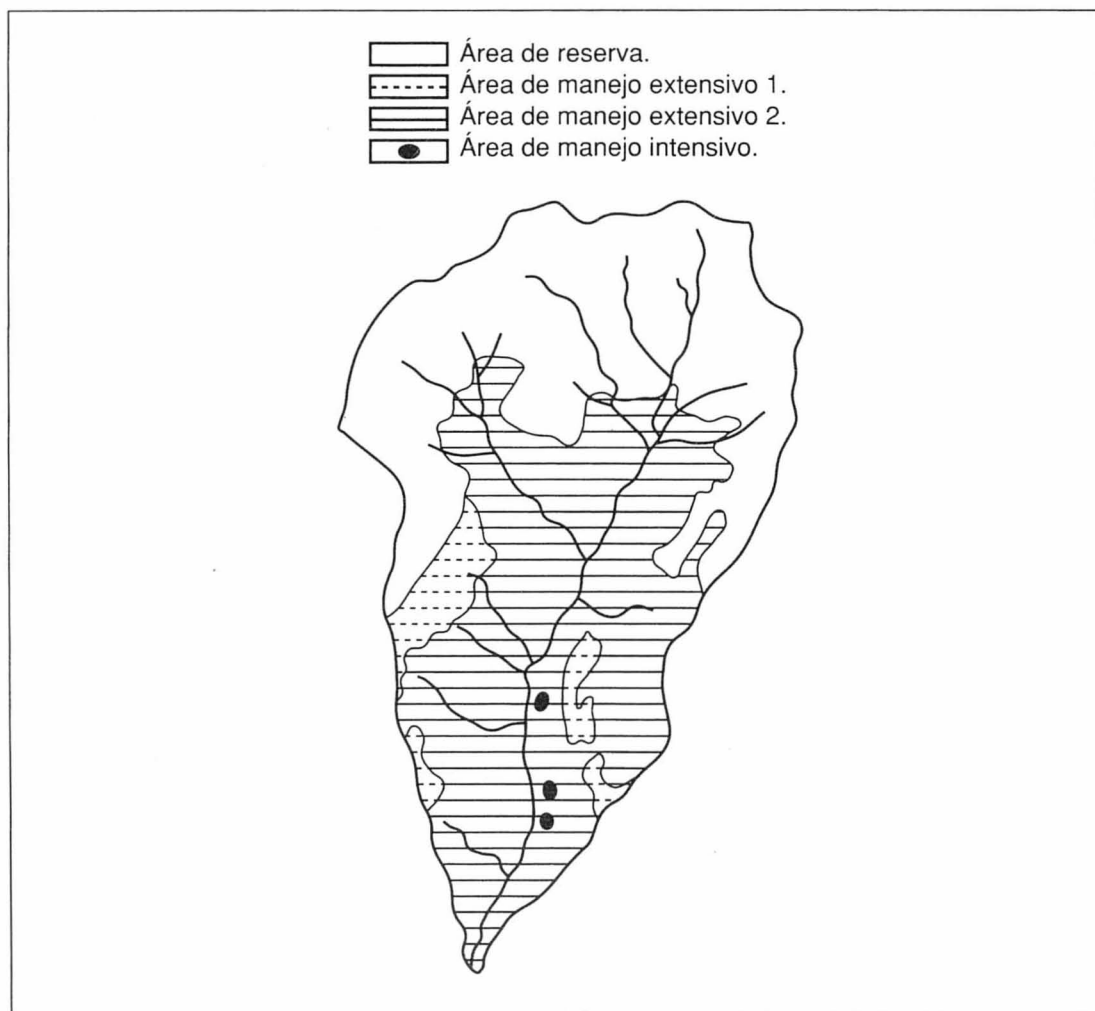 Área de reserva.
Área de manejo extensivo 1.
Área de manejo extensivo 2.
Área de manejo intensivo.